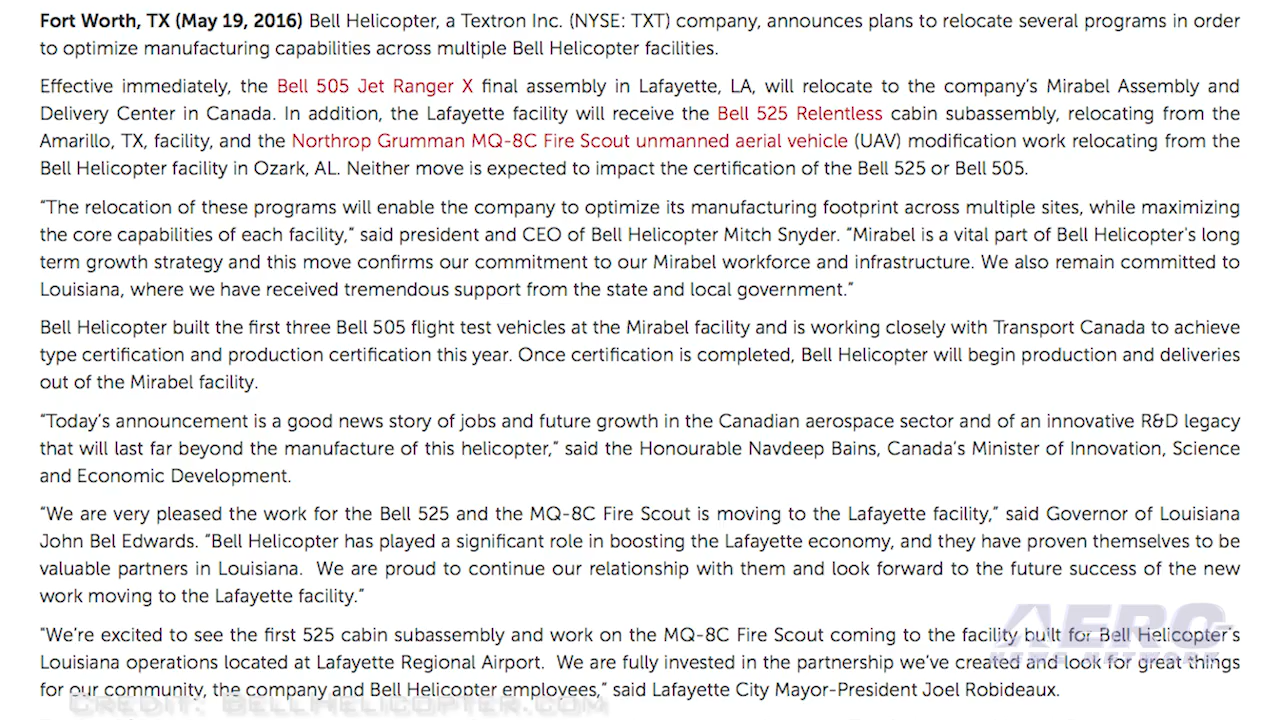 Fort Worth, TX (May 19, 2016) Bell Helicopter, a Textron Inc. (NYSE: TXT) company, announces plans to relocate several programs in order
to optimize manufacturing capabilities across multiple Bell Helicopter facilities.
Effective immediately, the Bell 505 Jet Ranger X final assembly in Lafayette, LA, will relocate to the company's Mirabel Assembly and
Delivery Center in Canada. In addition, the Lafayette facility will receive the Bell 525 Relentless cabin subassembly, relocating from the
Amarillo, TX, facility, and the Northrop Grumman MQ-8C Fire Scout unmanned aerial vehicle (UAV) modification work relocating from the
Bell Helicopter facility in Ozark, AL. Neither move is expected to impact the certification of the Bell 525 or Bell 505.
"The relocation of these programs will enable the company to optimize its manufacturing footprint across multiple sites, while maximizing
the core capabilities of each facility," said president and CEO of Bell Helicopter Mitch Snyder. "Mirabel is a vital part of Bell Helicopter's long
term growth strategy and this move confirms our commitment to our Mirabel workforce and infrastructure. We also remain committed to
Louisiana, where we have received tremendous support from the state and local government."
Bell Helicopter built the first three Bell 505 flight test vehicles at the Mirabel facility and is working closely with Transport Canada to achieve
type certification and production certification this year. Once certification is completed, Bell Helicopter will begin production and deliveries
out of the Mirabel facility.
"Today's announcement is a good news story of jobs and future growth in the Canadian aerospace sector and of an innovative R&D legacy
that will last far beyond the manufacture of this helicopter," said the Honourable Navdeep Bains, Canada's Minister of Innovation, Science
and Economic Development.
"We are very pleased the work for the Bell 525 and the MQ-8C Fire Scout is moving to the Lafayette facility," said Governor of Louisiana
John Bel Edwards. "Bell Helicopter has played a significant role in boosting the Lafayette economy, and they have proven themselves to be
valuable partners in Louisiana. We are proud to continue our relationship with them and look forward to the future success of the new
work moving to the Lafayette facility."
"We're excited to see the first 525 cabin subassembly and work on the MQ-8C Fire Scout coming to the facility built for Bell Helicopter's
Louisiana operations located at Lafayette Regional Airport. We are fully invested in the partnership we've created and look for great things
for our community, the company and Bell Helicopter employees," said Lafayette City Mayor-President Joel Robideaux.
AERO
NEWS NETWORK
CREDIT: BELLHELICOPTER.COM